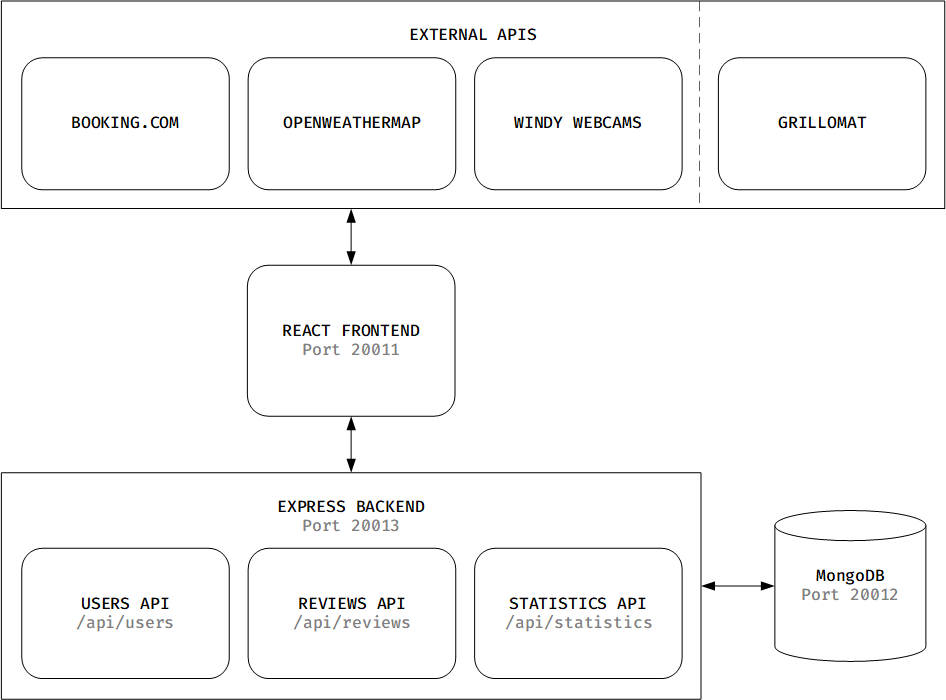 EXTERNAL APIS
BOOKING.COM
OPENWEATHERMAP
WINDY WEBCAMS
GRILLOMAT
REACT FRONTEND
Port 20011
EXPRESS BACKEND
Port 20013
USERS API
/api/users
REVIEWS API
/api/reviews
STATISTICS API
/api/statistics
MongoDB
Port 20012